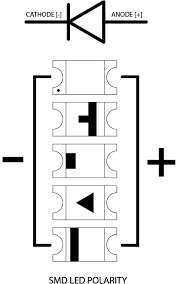 CATHODE [-] ANODE [+]
- +
SMD LED POLARITY